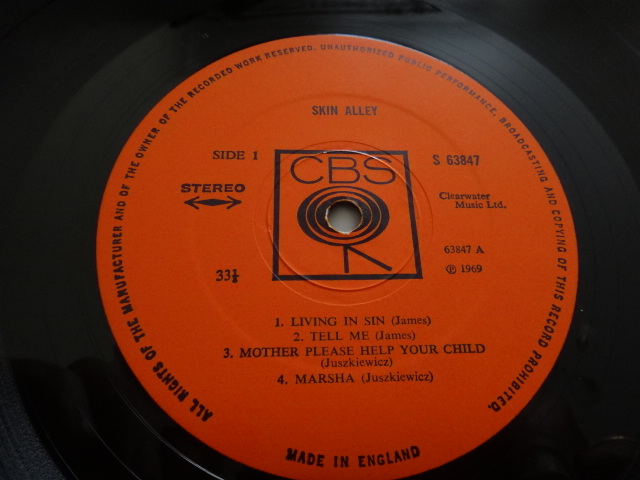 ALL RIGHTS OF THE MANUFACTURER AND OF THE OWNER OF THE RECORDED WORK RESERVED. UNAUTHORIZED PUBLIC PERFORMANCE, BROADCASTING AND COPYING OF THIS RECORD PROHIBITED.
SKIN ALLEY
SIDE 1
CBS
S 63847
STEREO
Clearwater
Music Ltd.
33⅓
63847 A
℗ 1969
1. LIVING IN SIN (James)
2. TELL ME (James)
3. MOTHER PLEASE HELP YOUR CHILD
(Juszkiewicz)
4. MARSHA (Juszkiewicz)
MADE IN ENGLAND